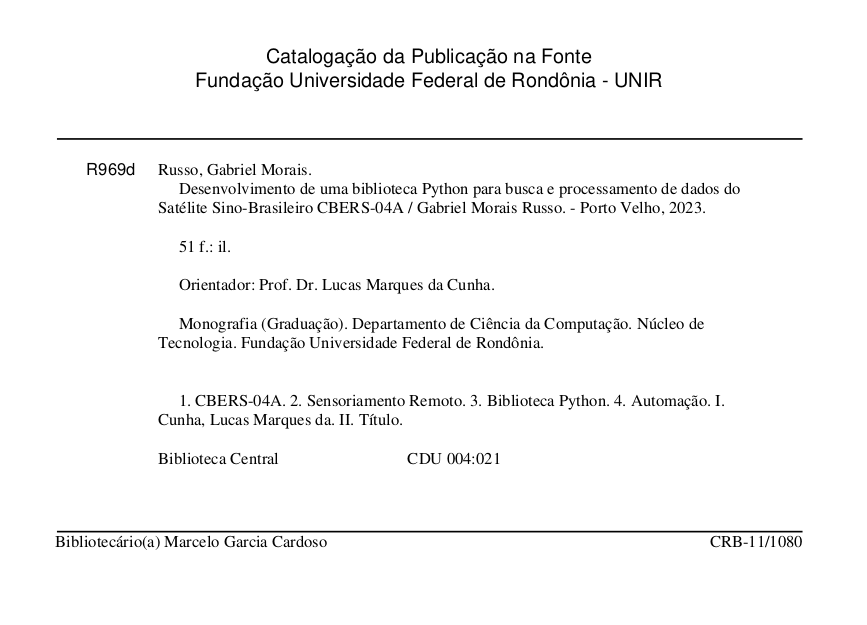 Catalogação da Publicação na Fonte
Fundação Universidade Federal de Rondônia - UNIR
R969d Russo, Gabriel Morais.
Desenvolvimento de uma biblioteca Python para busca e processamento de dados do
Satélite Sino-Brasileiro CBERS-04A / Gabriel Morais Russo. - Porto Velho, 2023.
51 f.: il.
Orientador: Prof. Dr. Lucas Marques da Cunha.
Monografia (Graduação). Departamento de Ciência da Computação. Núcleo de
Tecnologia. Fundação Universidade Federal de Rondônia.
1. CBERS-04A. 2. Sensoriamento Remoto. 3. Biblioteca Python. 4. Automação. I.
Cunha, Lucas Marques da. II. Título.
Biblioteca Central CDU 004:021
Bibliotecário(a) Marcelo Garcia Cardoso CRB-11/1080